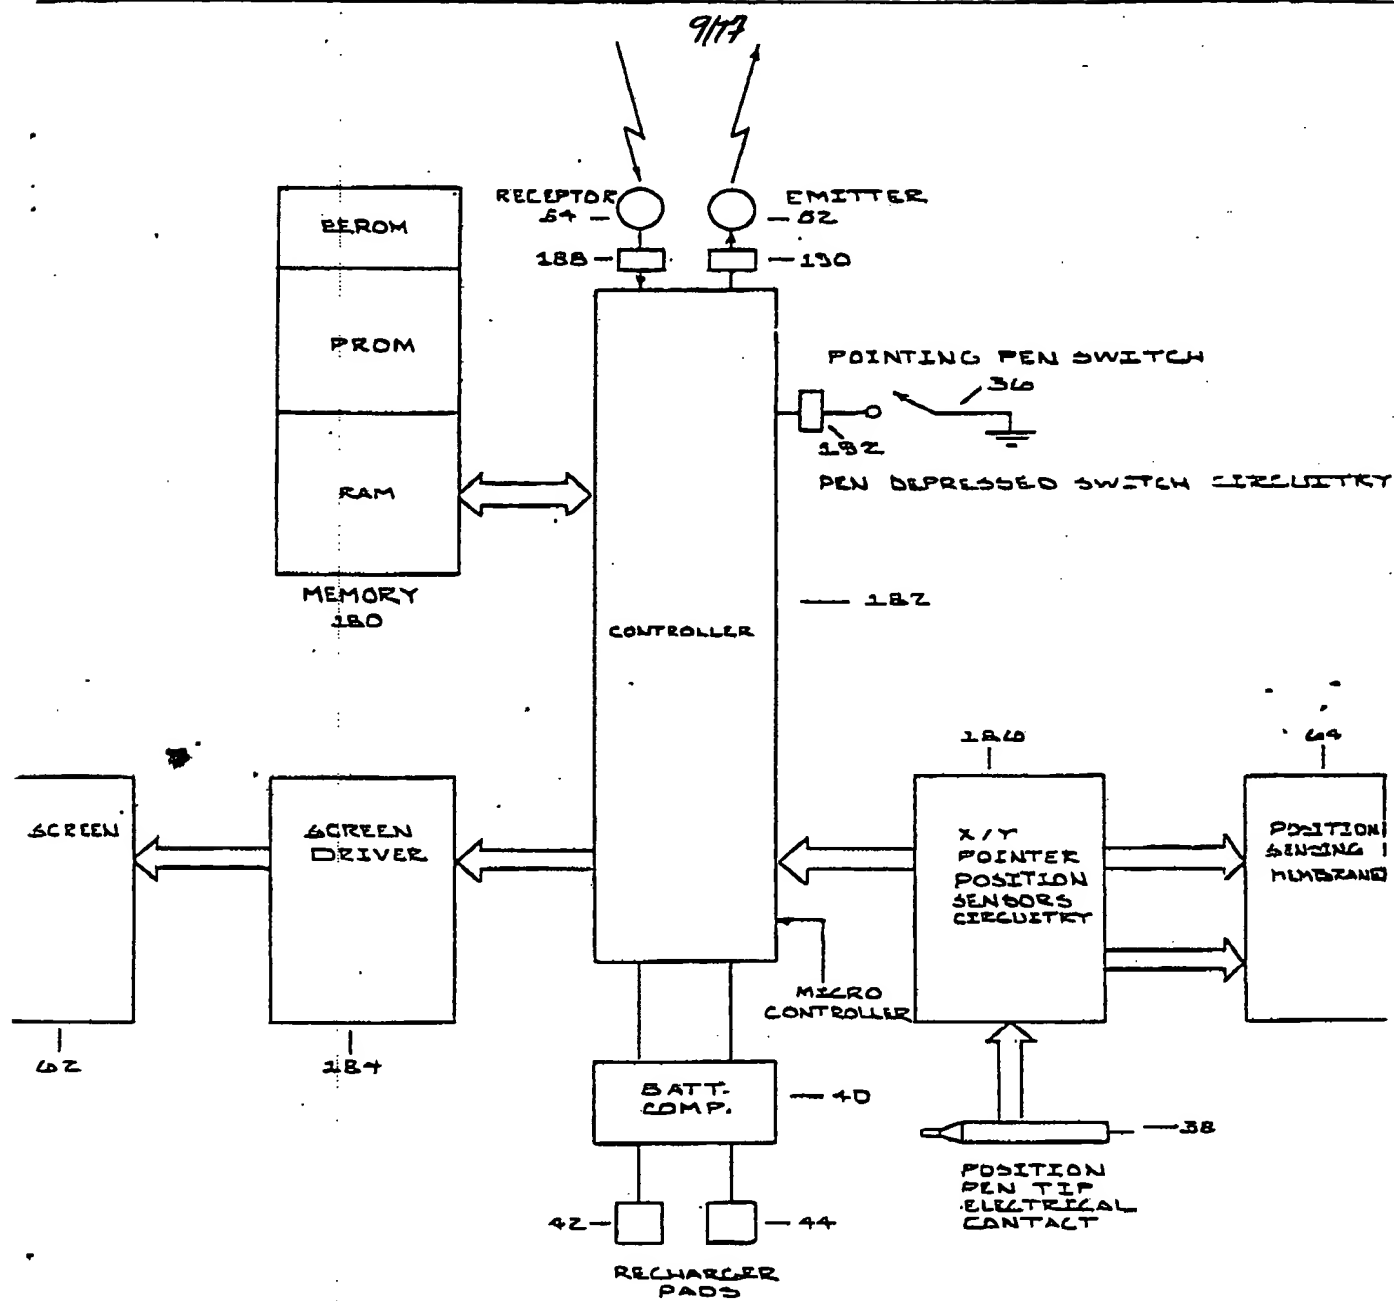 9/17
RECEPTOR
54
EMITTER
52
188
190
EEROM
PROM
RAM
MEMORY
180
POINTING PEN SWITCH
36
192
PEN DEPRESSED SWITCH CIRCUITRY
182
CONTROLLER
186
64
SCREEN
SCREEN
DRIVER
X/Y
POINTER
POSITION
SENSORS
CIRCUITRY
POSITION
SENSING
MEMBRANE
MICRO
CONTROLLER
62
184
BATT.
COMP.
40
38
POSITION
PEN TIP
ELECTRICAL
CONTACT
42
44
RECHARGER
PADS